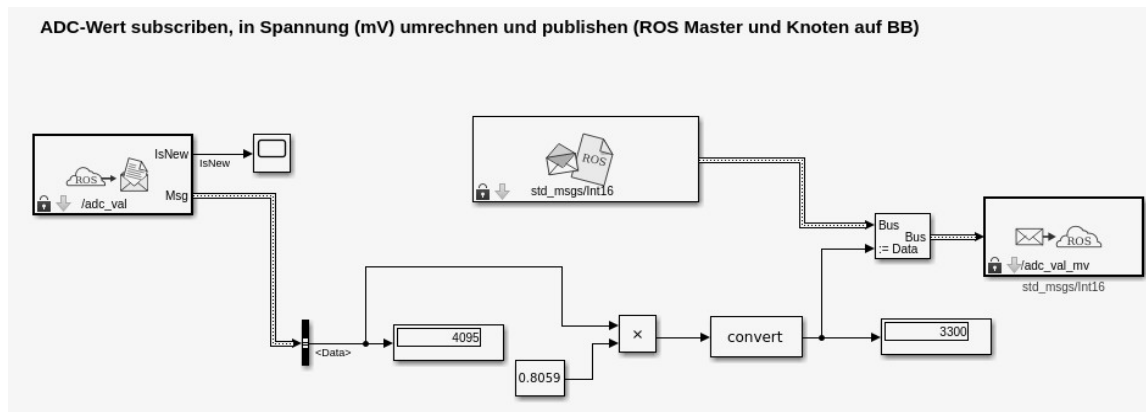 ADC-Wert subscriben, in Spannung (mV) umrechnen und publishen (ROS Master und Knoten auf BB)
IsNew
IsNew
ROS
Msg
/adc_val
ROS
std_msgs/Int16
Bus
Bus
:= Data
ROS
/adc_val_mv
std_msgs/Int16
<Data>
4095
×
convert
3300
0.8059